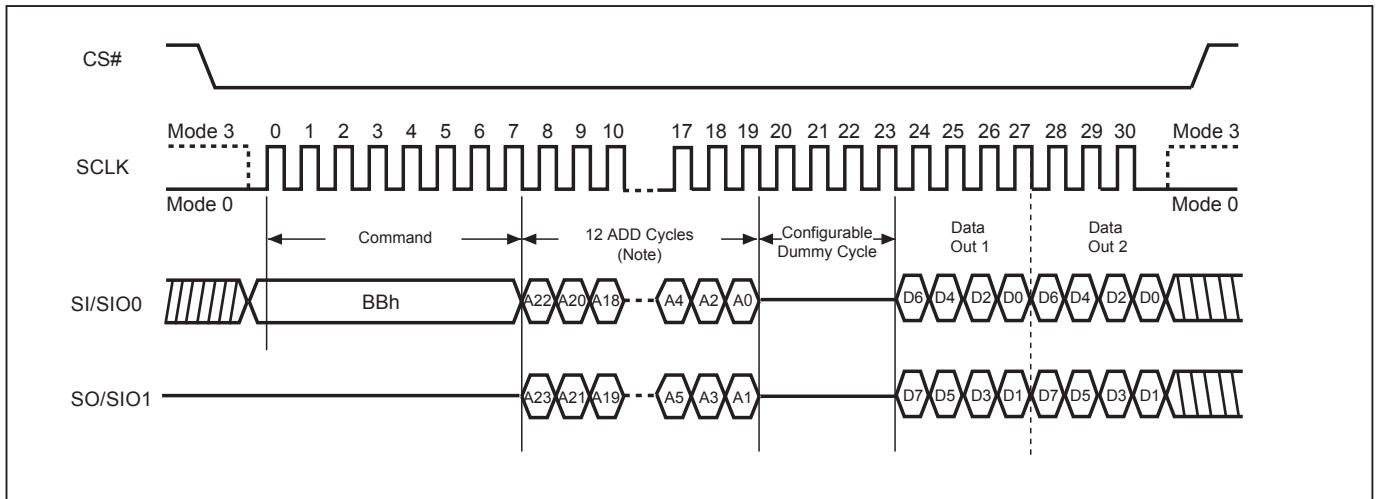 CS#
Mode 3 0 1 2 3 4 5 6 7 8 9 10 17 18 19 20 21 22 23 24 25 26 27 28 29 30 Mode 3
SCLK
Mode 0 Mode 0
Command 12 ADD Cycles (Note) Configurable Dummy Cycle Data Out 1 Data Out 2
SI/SIO0 BBh A22 A20 A18 A4 A2 A0 D6 D4 D2 D0 D6 D4 D2 D0
SO/SIO1 A23 A21 A19 A5 A3 A1 D7 D5 D3 D1 D7 D5 D3 D1